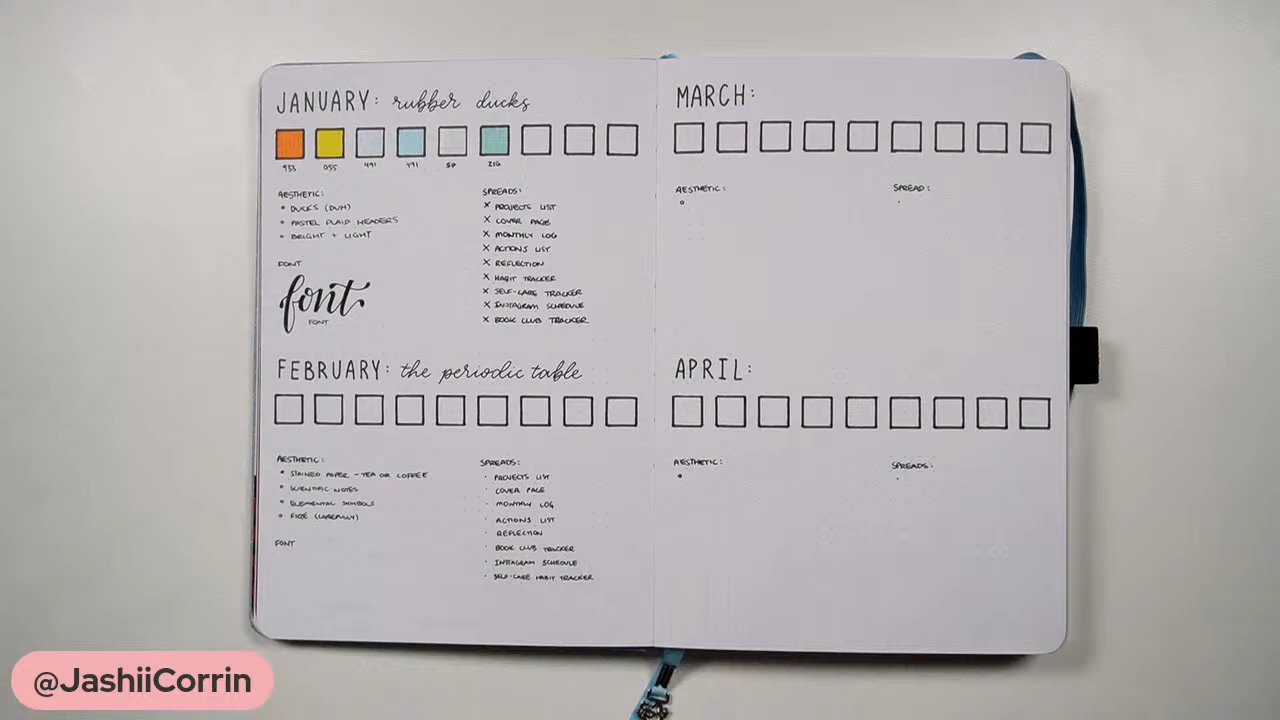 JANUARY: rubber ducks
933 055 491 491 50 216
AESTHETIC:
• DUCKS (DUH)
• PASTEL PLAID HEADERS
• BRIGHT + LIGHT
FONT
font
FONT
SPREADS:
X PROJECTS LIST
X COVER PAGE
X MONTHLY LOG
X ACTIONS LIST
X REFLECTION
X HABIT TRACKER
X SELF-CARE TRACKER
X INSTAGRAM SCHEDULE
X BOOK CLUB TRACKER
FEBRUARY: the periodic table
AESTHETIC:
• STAINED PAPER - TEA OR COFFEE
• SCIENTIFIC NOTES
• ELEMENTAL SYMBOLS
• FIRE (CAREFULLY)
FONT
SPREADS:
· PROJECTS LIST
· COVER PAGE
· MONTHLY LOG
· ACTIONS LIST
· REFLECTION
· BOOK CLUB TRACKER
· INSTAGRAM SCHEDULE
· SELF-CARE HABIT TRACKER
MARCH:
AESTHETIC:
SPREAD:
APRIL:
AESTHETIC:
SPREADS:
@JashiiCorrin